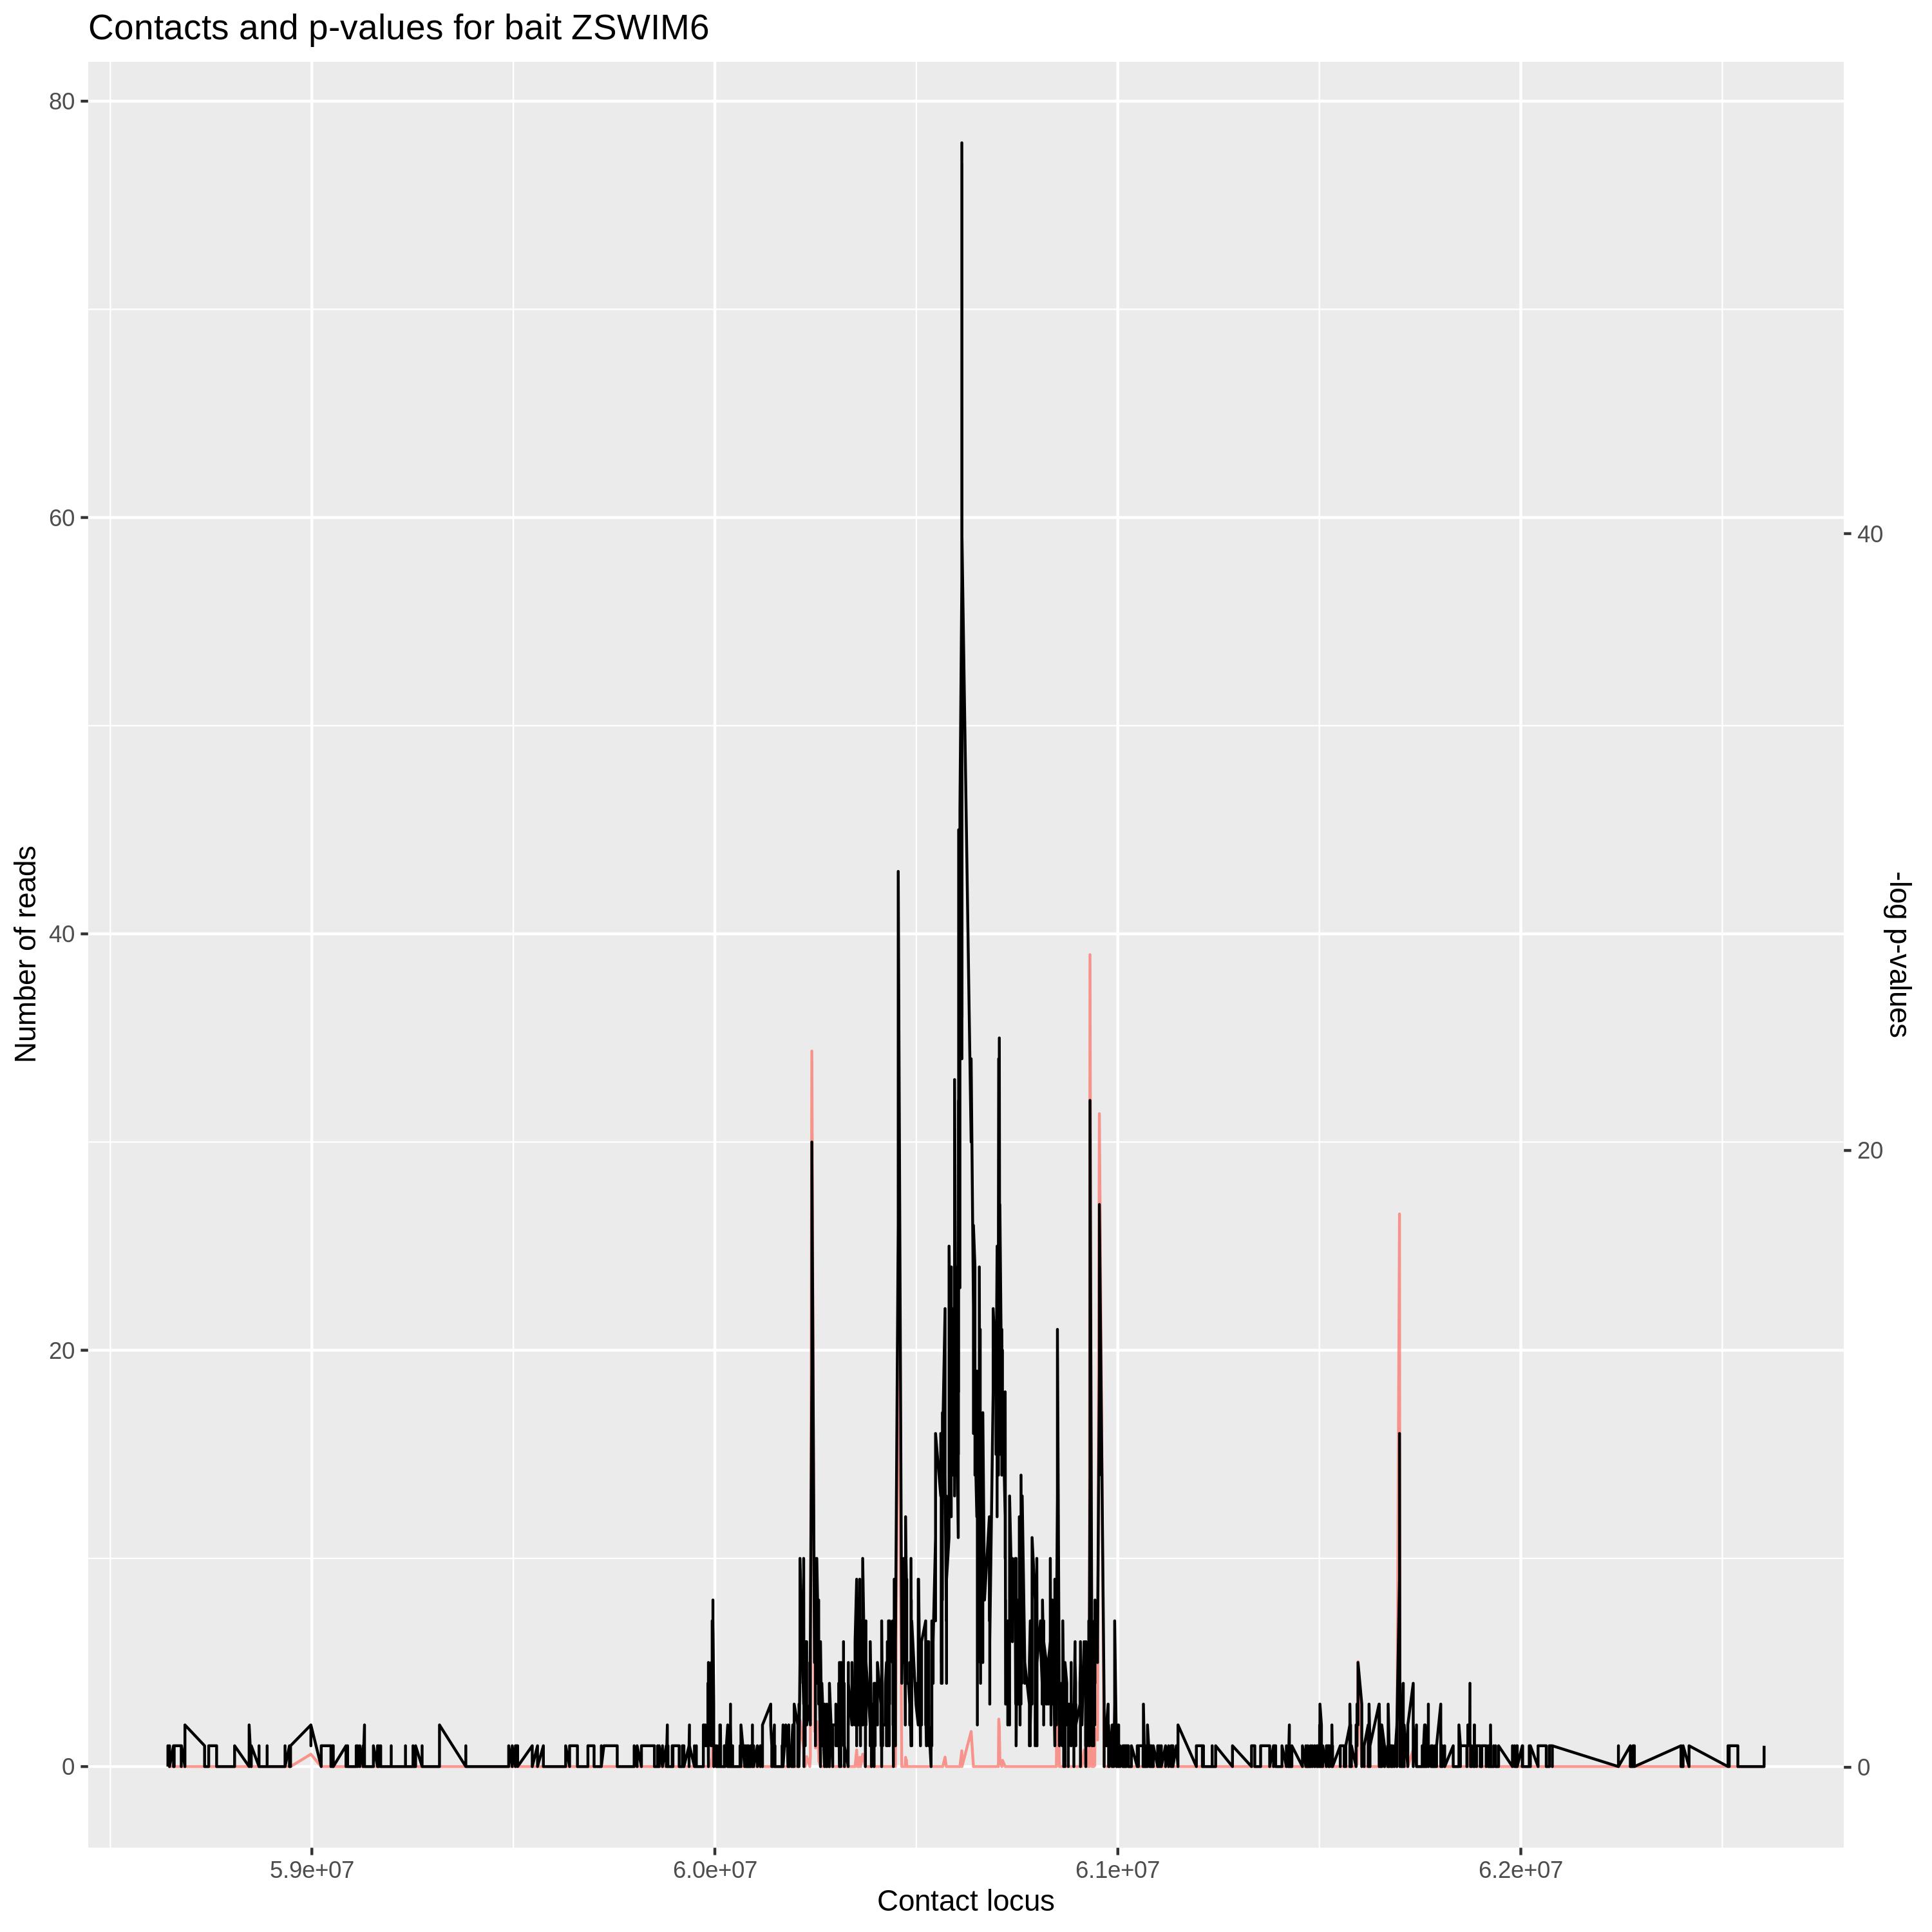 Contacts and p-values for bait ZSWIM6
80
60
40
20
0
Number of reads
40
20
0
-log p-values
5.9e+07 6.0e+07 6.1e+07 6.2e+07
Contact locus